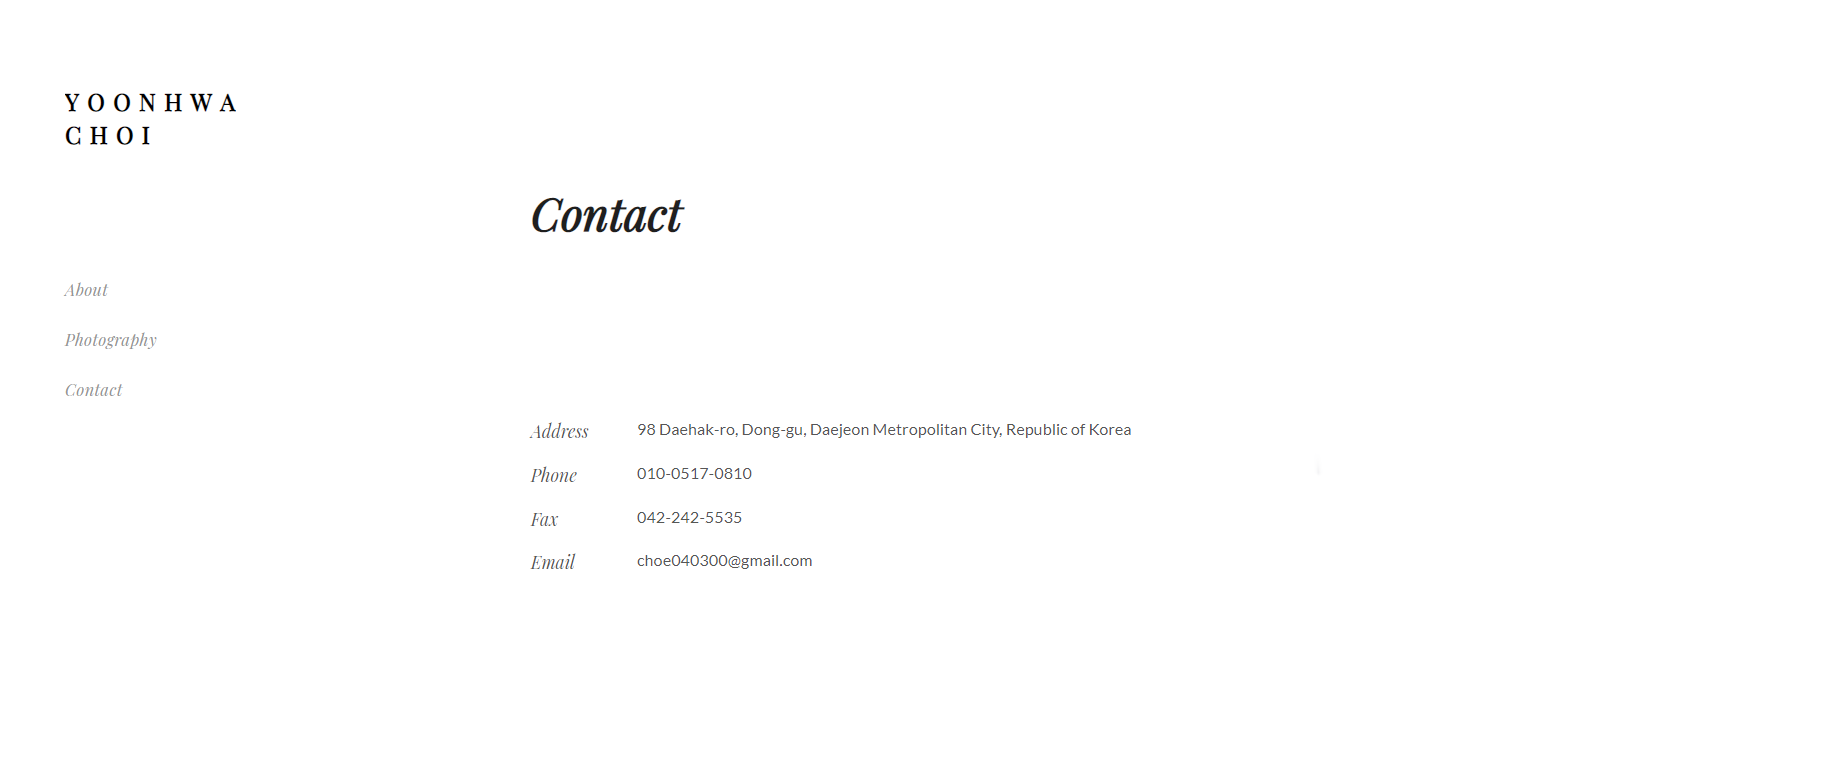 YOONHWA
CHOI
About
Photography
Contact
Contact
Address 98 Daehak-ro, Dong-gu, Daejeon Metropolitan City, Republic of Korea
Phone 010-0517-0810
Fax 042-242-5535
Email choe040300@gmail.com